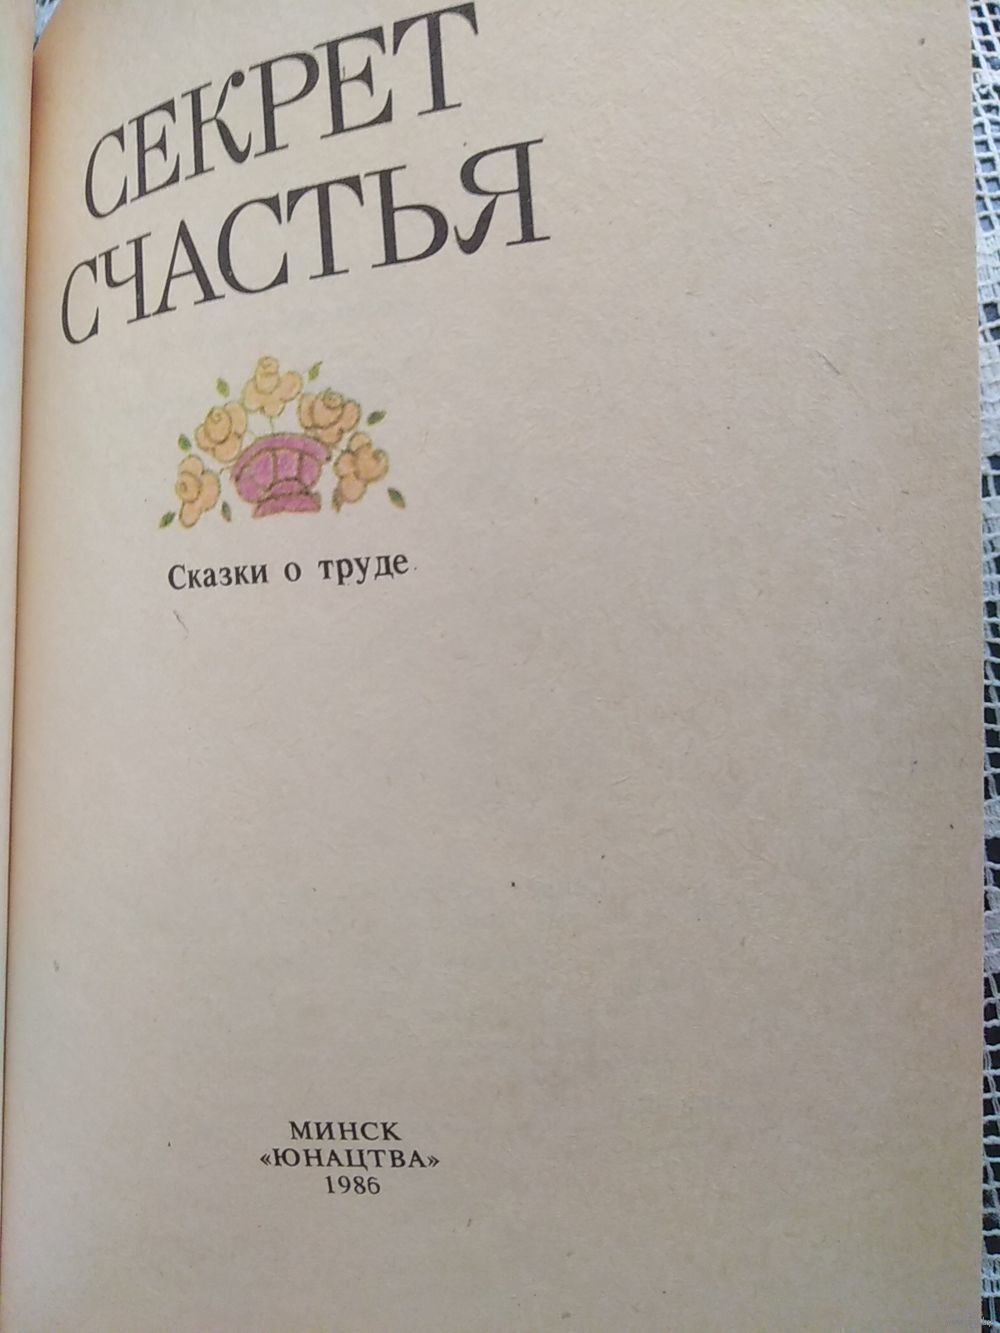 СЕКРЕТ
СЧАСТЬЯ
Сказки о труде
МИНСК
«ЮНАЦТВА»
1986